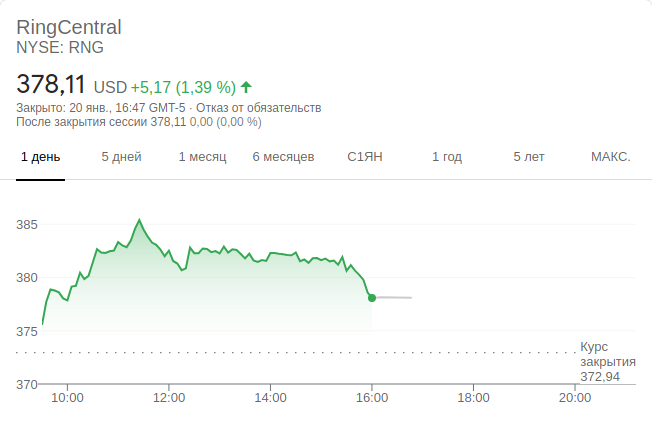 RingCentral
NYSE: RNG
378,11 USD +5,17 (1,39 %)
Закрыто: 20 янв., 16:47 GMT-5 · Отказ от обязательств
После закрытия сессии 378,11 0,00 (0,00 %)
1 день 5 дней 1 месяц 6 месяцев С1ЯН 1 год 5 лет МАКС.
385
380
375
Курс
закрытия
372,94
370
10:00 12:00 14:00 16:00 18:00 20:00